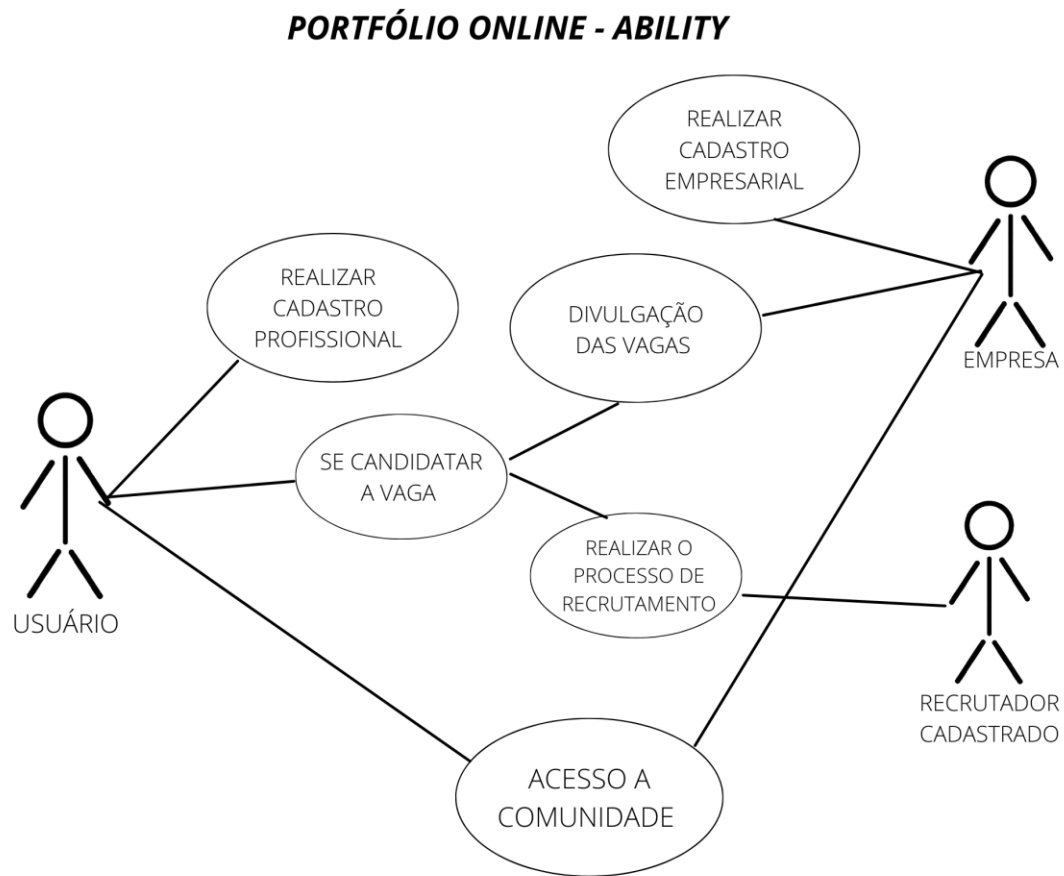 PORTFÓLIO ONLINE - ABILITY
REALIZAR
CADASTRO
EMPRESARIAL
REALIZAR
CADASTRO
PROFISSIONAL
DIVULGAÇÃO
DAS VAGAS
EMPRESA
SE CANDIDATAR
A VAGA
REALIZAR O
PROCESSO DE
RECRUTAMENTO
USUÁRIO
RECRUTADOR
CADASTRADO
ACESSO A
COMUNIDADE